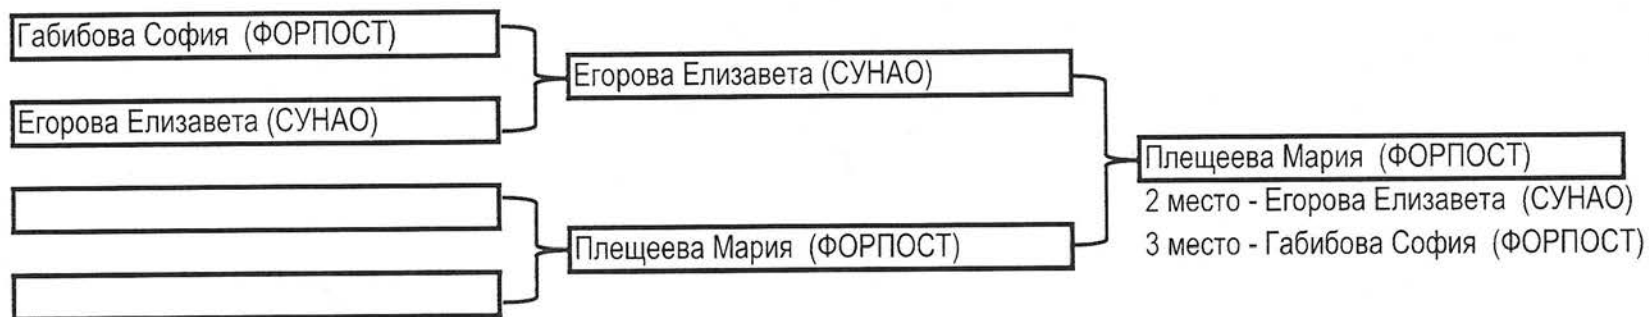 Габибова София (ФОРПОСТ)
Егорова Елизавета (СУНАО)
Егорова Елизавета (СУНАО)
Плещеева Мария (ФОРПОСТ)
Плещеева Мария (ФОРПОСТ)
2 место - Егорова Елизавета (СУНАО)
3 место - Габибова София (ФОРПОСТ)